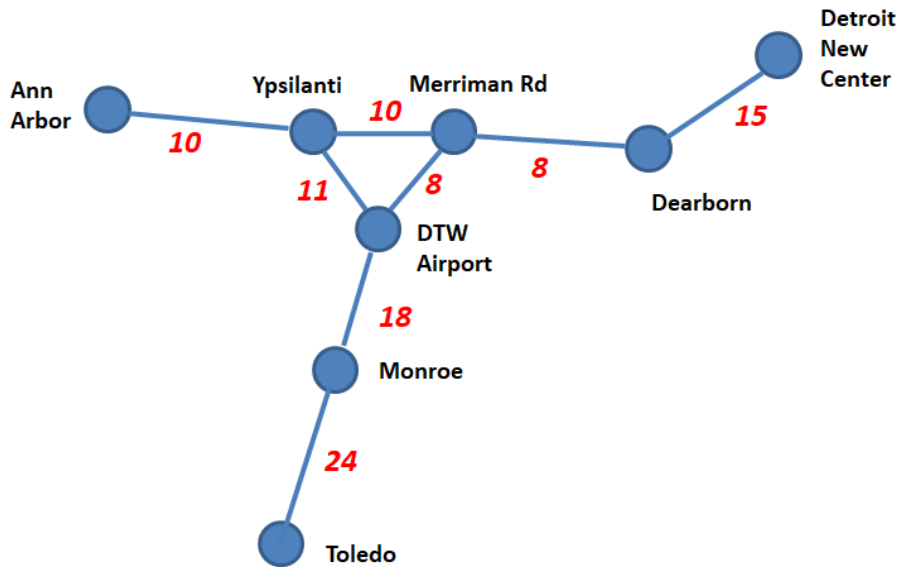 Detroit
New
Center
Ann
Arbor
Ypsilanti
Merriman Rd
10
10
15
11
8
8
Dearborn
DTW
Airport
18
Monroe
24
Toledo